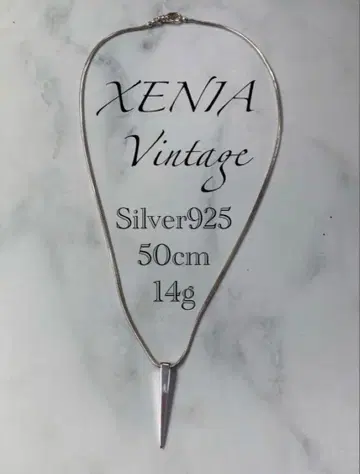 XENIA
Vintage
Silver925
50cm
14g